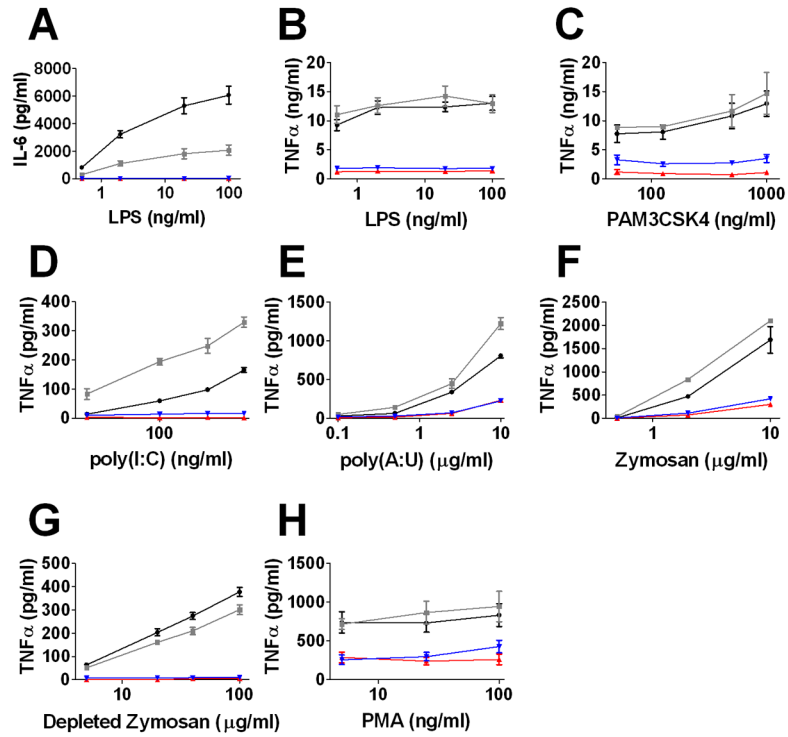 A
IL-6 (pg/ml)
8000
6000
4000
2000
0
1
10
100
LPS (ng/ml)
B
TNFα (ng/ml)
20
15
10
5
0
1
10
100
LPS (ng/ml)
C
TNFα (ng/ml)
20
15
10
5
0
100
1000
PAM3CSK4 (ng/ml)
D
TNFα (pg/ml)
400
300
200
100
0
100
poly(I:C) (ng/ml)
E
TNFα (pg/ml)
1500
1000
500
0
0.1
1
10
poly(A:U) (μg/ml)
F
TNFα (pg/ml)
2500
2000
1500
1000
500
0
1
10
Zymosan (μg/ml)
G
TNFα (pg/ml)
500
400
300
200
100
0
10
100
Depleted Zymosan (μg/ml)
H
TNFα (pg/ml)
1500
1000
500
0
10
100
PMA (ng/ml)